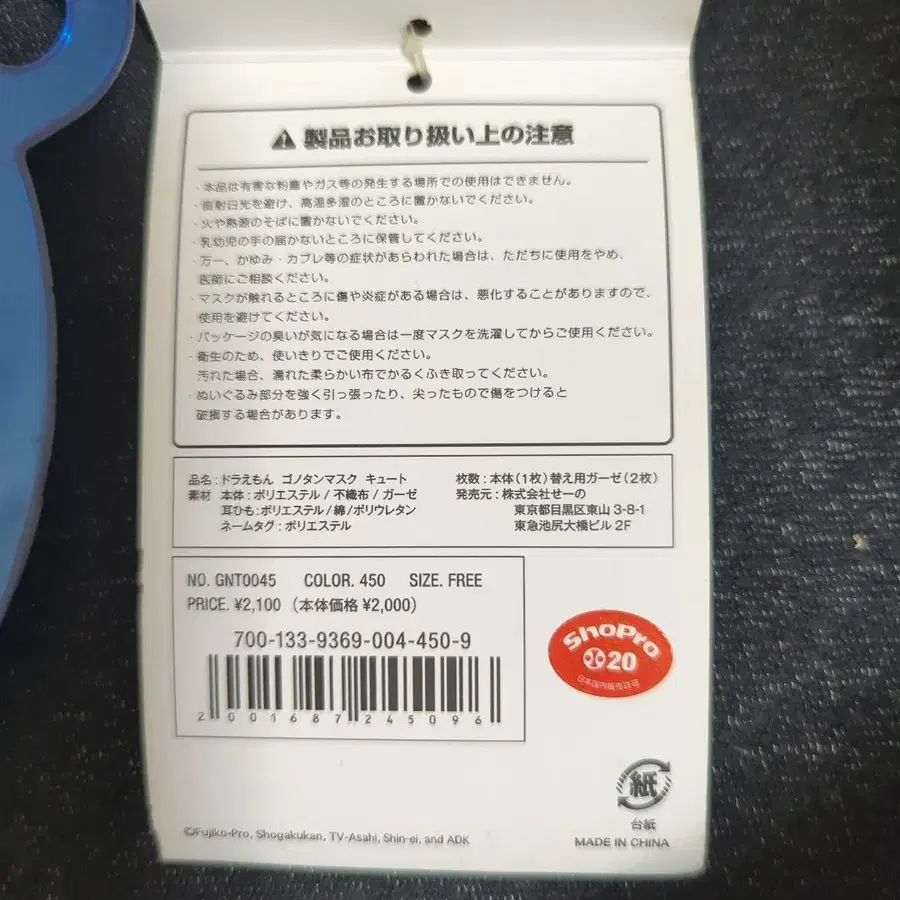 製品お取り扱い上の注意
・本品は有害な粉塵やガス等の発生する場所での使用はできません。
・直射日光を避け、高温多湿のところに置かないでください。
・火や熱源のそばに置かないでください。
・乳幼児の手の届かないところに保管してください。
・万一、かゆみ・カブレ等の症状があらわれた場合は、ただちに使用をやめ、
医師にご相談ください。
・マスクが触れるところに傷や炎症がある場合は、悪化することがありますので、
使用を避けてください。
・パッケージの臭いが気になる場合は一度マスクを洗濯してからご使用ください。
・衛生のため、使いきりでご使用ください。
汚れた場合、濡れた柔らかい布でかるくふき取ってください。
・ぬいぐるみ部分を強く引っ張ったり、尖ったもので傷をつけると
破損する場合があります。
品名:ドラえもん ゴノタンマスク キュート
素材 本体:ポリエステル/不織布/ガーゼ
耳ひも:ポリエステル/綿/ポリウレタン
ネームタグ:ポリエステル
枚数:本体(1枚)替え用ガーゼ(2枚)
発売元:株式会社せーの
東京都目黒区東山 3-8-1
東急池尻大橋ビル 2F
NO. GNT0045 COLOR. 450 SIZE. FREE
PRICE. ¥2,100 (本体価格 ¥2,000)
700-133-9369-004-450-9
2001687245096
ShoPro
20
日本国内販売許可
紙
台紙
MADE IN CHINA
©Fujiko-Pro, Shogakukan, TV-Asahi, Shin-ei, and ADK